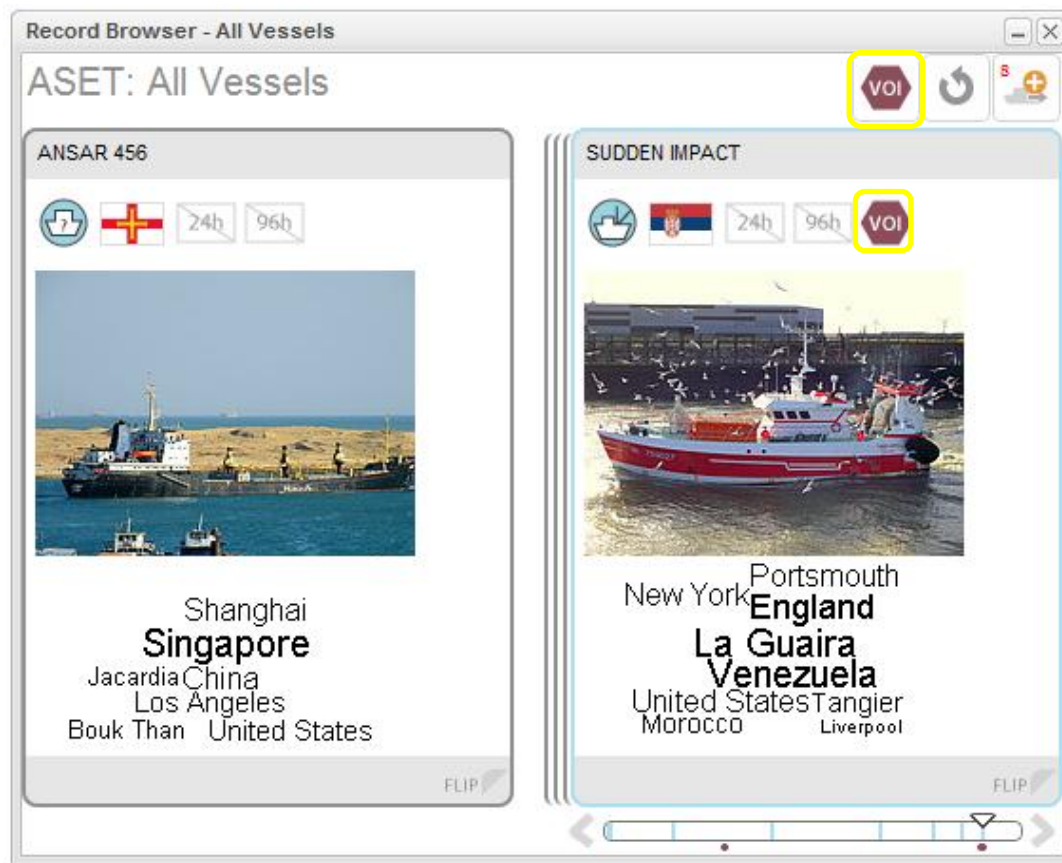 Record Browser - All Vessels
ASET: All Vessels
VOI
8
ANSAR 456
?
24h
96h
Shanghai
Singapore
Jacardia China
Los Angeles
Bouk Than United States
FLIP
SUDDEN IMPACT
24h
96h
VOI
Portsmouth
New York
England
La Guaira
Venezuela
United States Tangier
Morocco Liverpool
FLIP